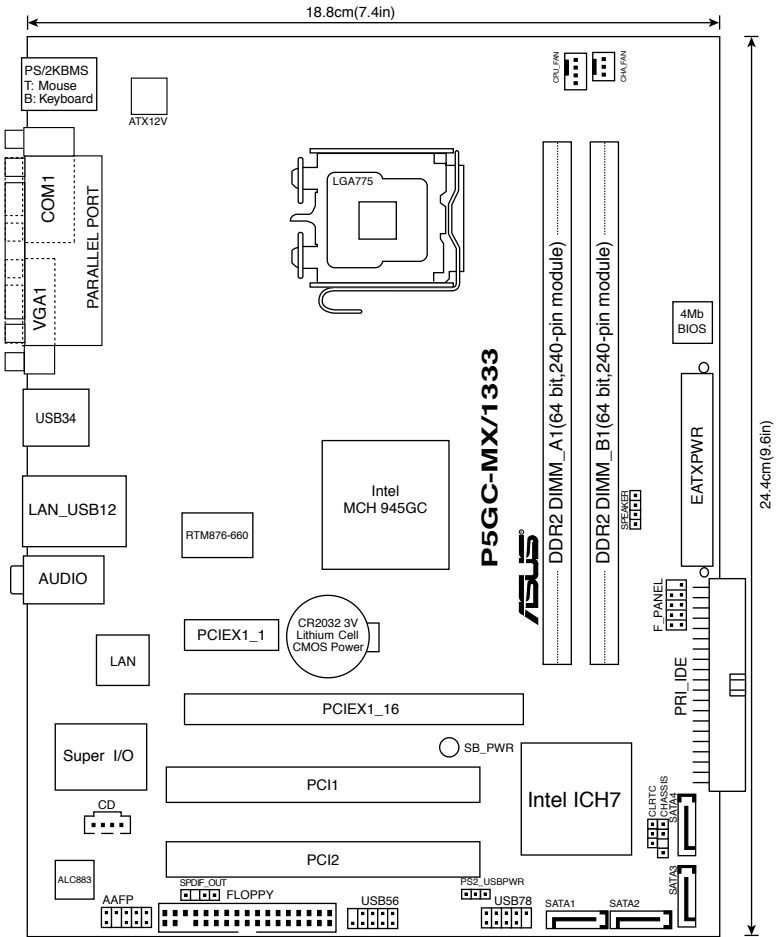 18.8cm(7.4in)
PS/2KBMS
T: Mouse
B: Keyboard
ATX12V
CPU_FAN
CHA_FAN
COM1
PARALLEL PORT
VGA1
LGA775
DDR2 DIMM_A1(64 bit,240-pin module)
DDR2 DIMM_B1(64 bit,240-pin module)
4Mb
BIOS
24.4cm(9.6in)
P5GC-MX/1333
USB34
EATXPWR
Intel
MCH 945GC
LAN_USB12
SPEAKER
RTM876-660
ASUS
AUDIO
F_PANEL
PCIEX1_1
CR2032 3V
Lithium Cell
CMOS Power
LAN
PRI_IDE
PCIEX1_16
SB_PWR
Super I/O
Intel ICH7
PCI1
CLRTC
CHASSIS
SATA4
CD
PCI2
ALC883
SATA3
SPDIF_OUT
PS2_USBPWR
AAFP
FLOPPY
USB56
USB78
SATA1
SATA2